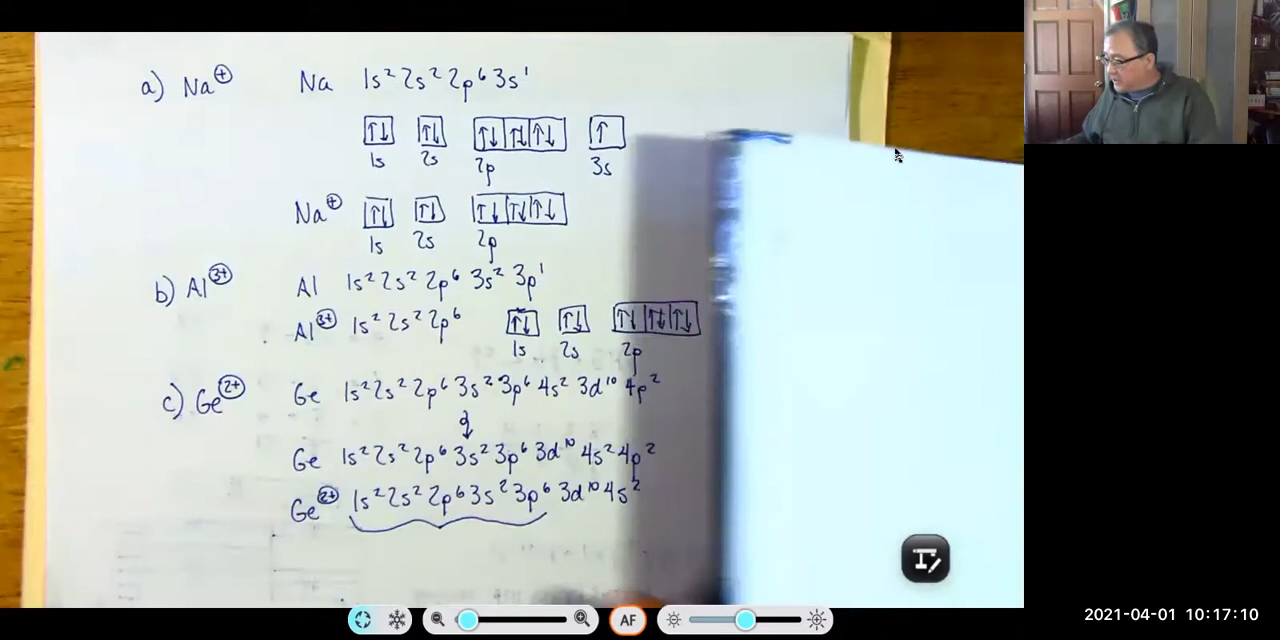 a) Na⁺ Na 1s² 2s² 2p⁶ 3s¹
↑↓ ↑↓ ↑↓ ↑↓ ↑↓ ↑
1s 2s 2p 3s
Na⁺ ↑↓ ↑↓ ↑↓ ↑↓ ↑↓
1s 2s 2p
b) Al³⁺ Al 1s² 2s² 2p⁶ 3s² 3p¹
Al³⁺ 1s² 2s² 2p⁶ ↑↓ ↑↓ ↑↓ ↑↓ ↑↓
1s 2s 2p
c) Ge²⁺ Ge 1s² 2s² 2p⁶ 3s² 3p⁶ 4s² 3d¹⁰ 4p²
Ge 1s² 2s² 2p⁶ 3s² 3p⁶ 3d¹⁰ 4s² 4p²
Ge²⁺ 1s² 2s² 2p⁶ 3s² 3p⁶ 3d¹⁰ 4s²
AF
2021-04-01 10:17:10